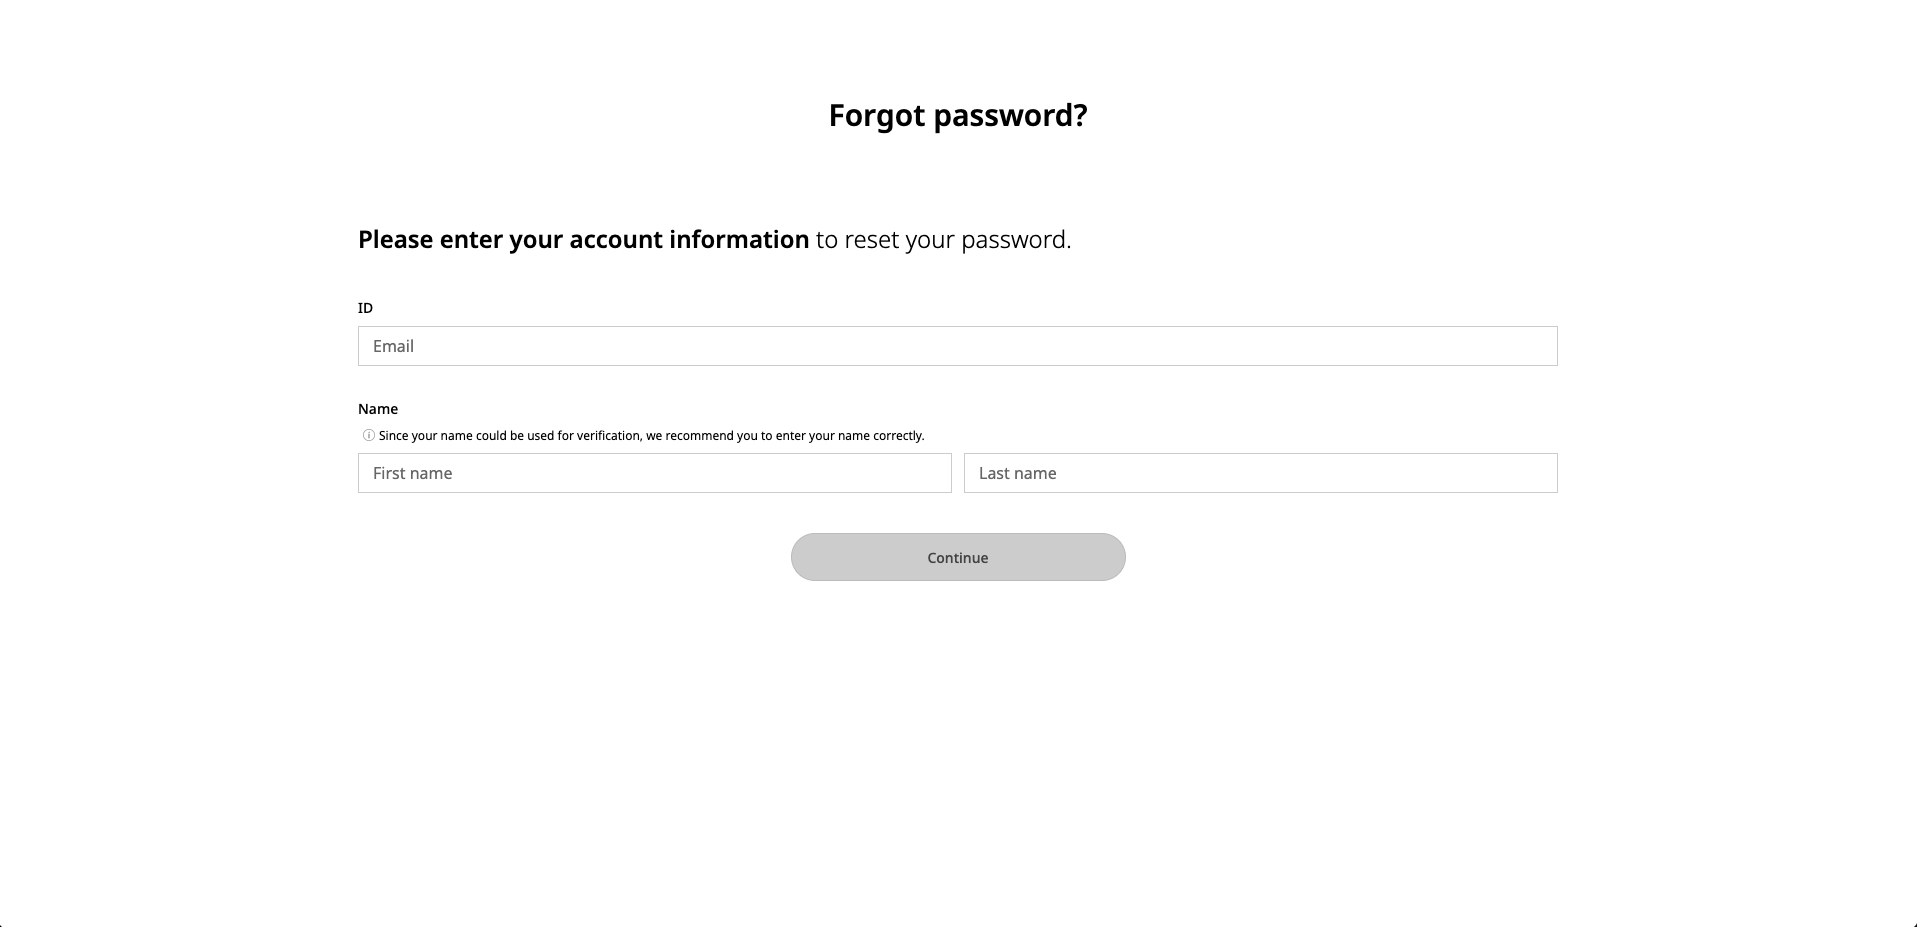 Forgot password?
Please enter your account information to reset your password.
ID
Email
Name
Since your name could be used for verification, we recommend you to enter your name correctly.
First name
Last name
Continue